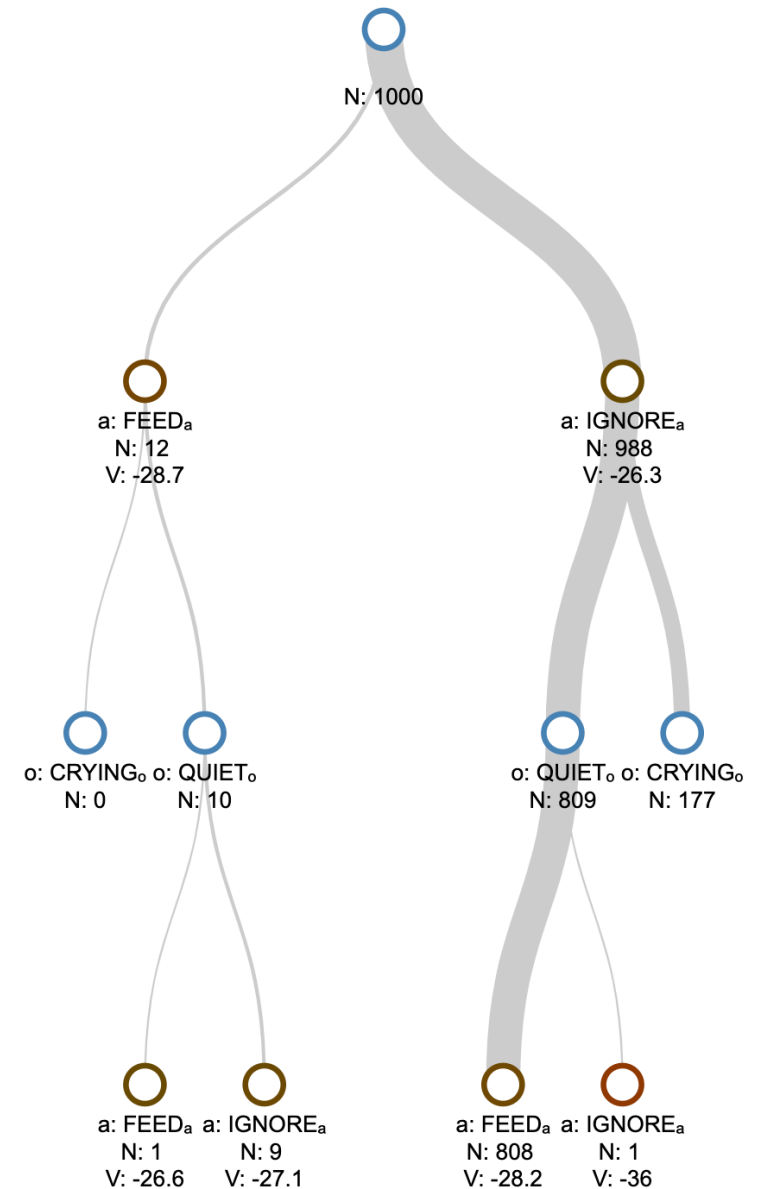 N: 1000
a: FEEDₐ a: IGNOREₐ
N: 12 N: 988
V: -28.7 V: -26.3
o: CRYINGₒ o: QUIETₒ o: QUIETₒ o: CRYINGₒ
N: 0 N: 10 N: 809 N: 177
a: FEEDₐ a: IGNOREₐ a: FEEDₐ a: IGNOREₐ
N: 1 N: 9 N: 808 N: 1
V: -26.6 V: -27.1 V: -28.2 V: -36